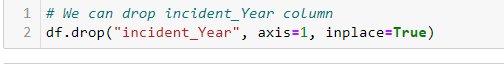 1 # We can drop incident_Year column
2 df.drop("incident_Year", axis=1, inplace=True)